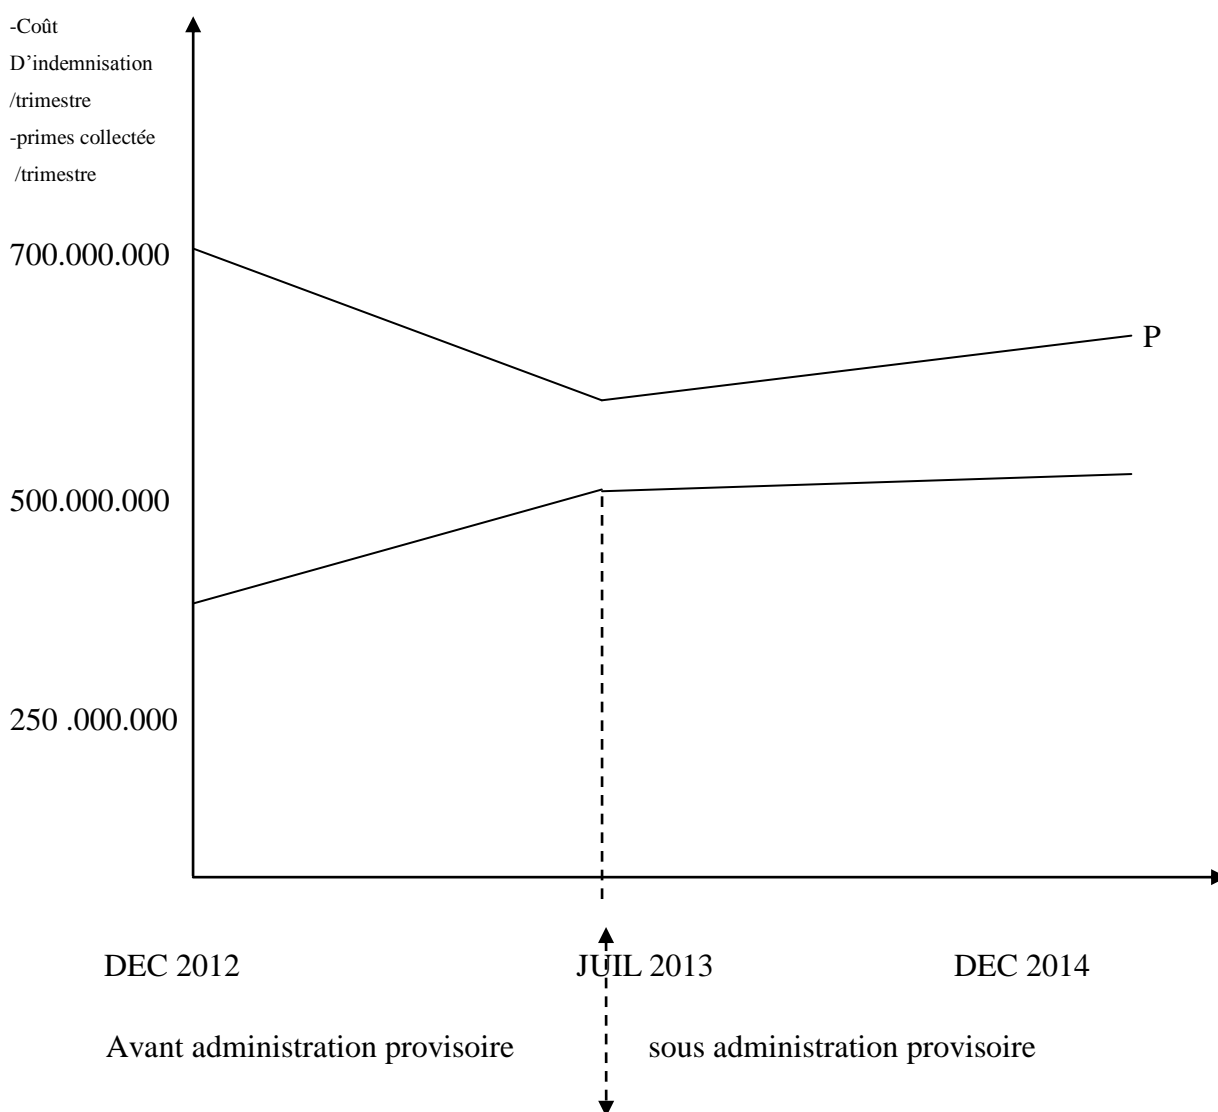 -Coût
D’indemnisation
/trimestre
-primes collectée
/trimestre
700.000.000
P
500.000.000
250 .000.000
DEC 2012 JUIL 2013 DEC 2014
Avant administration provisoire sous administration provisoire